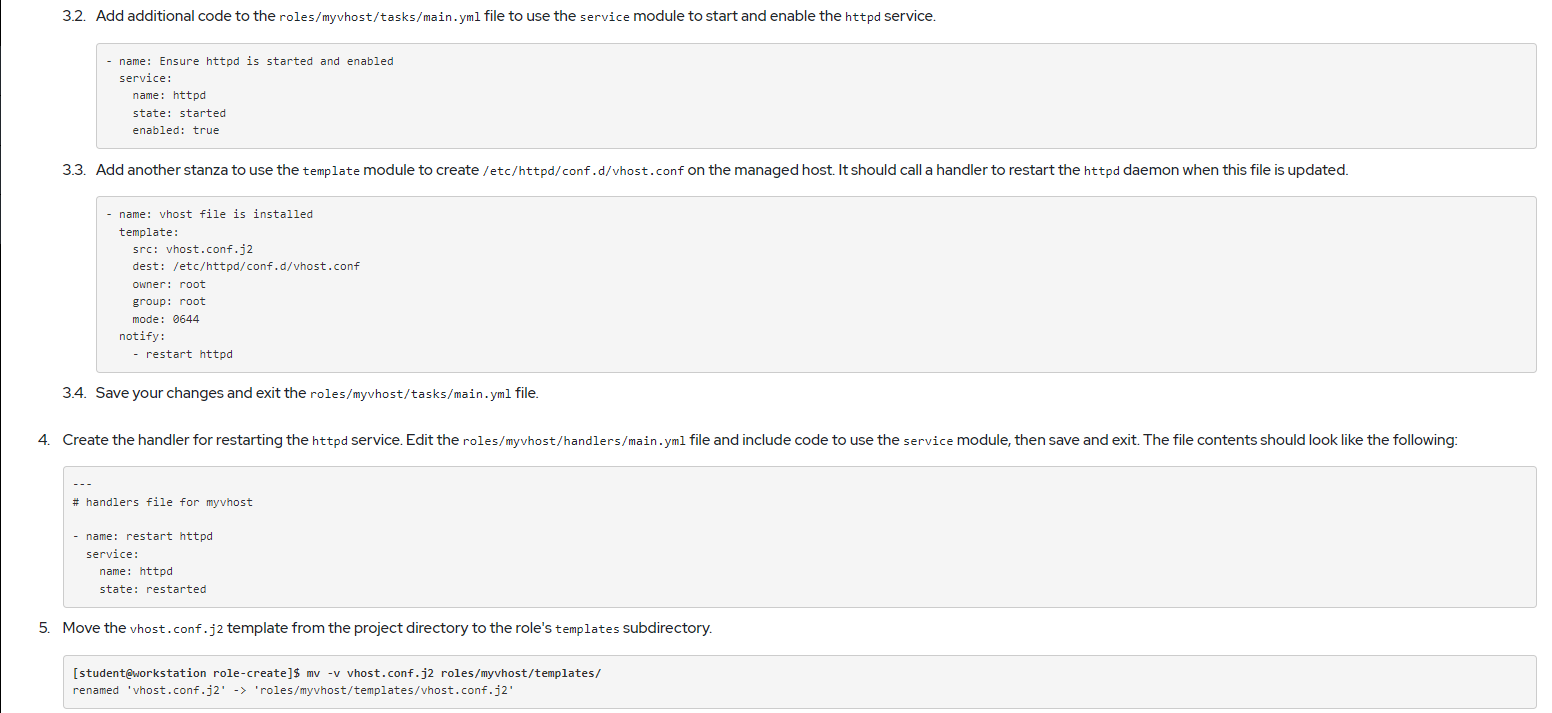 3.2. Add additional code to the roles/myvhost/tasks/main.yml file to use the service module to start and enable the httpd service.
- name: Ensure httpd is started and enabled
  service:
    name: httpd
    state: started
    enabled: true
3.3. Add another stanza to use the template module to create /etc/httpd/conf.d/vhost.conf on the managed host. It should call a handler to restart the httpd daemon when this file is updated.
- name: vhost file is installed
  template:
    src: vhost.conf.j2
    dest: /etc/httpd/conf.d/vhost.conf
    owner: root
    group: root
    mode: 0644
  notify:
    - restart httpd
3.4. Save your changes and exit the roles/myvhost/tasks/main.yml file.
4. Create the handler for restarting the httpd service. Edit the roles/myvhost/handlers/main.yml file and include code to use the service module, then save and exit. The file contents should look like the following:
---
# handlers file for myvhost
- name: restart httpd
  service:
    name: httpd
    state: restarted
5. Move the vhost.conf.j2 template from the project directory to the role's templates subdirectory.
[student@workstation role-create]$ mv -v vhost.conf.j2 roles/myvhost/templates/
renamed 'vhost.conf.j2' -> 'roles/myvhost/templates/vhost.conf.j2'